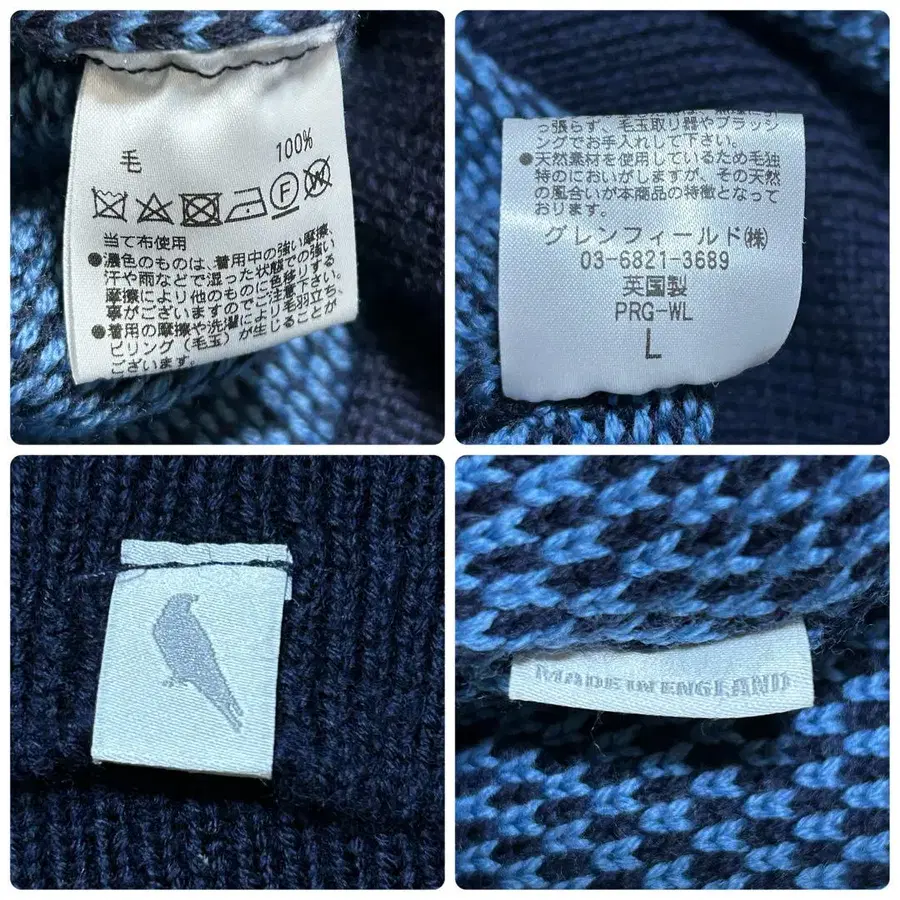 毛 100%
F
W
当て布使用
●濃色のものは、着用中の強い摩擦、
汗や雨などで湿った状態での強い
摩擦により他のものに色移りする
事がございますのでご注意下さい。
●着用の摩擦や洗濯により毛羽立ち、
ピリング（毛玉）が生じることが
ございます。
っ張らず、毛玉取り器やブラッシ
ングでお手入れして下さい。
●天然素材を使用しているため毛独
特のにおいがしますが、その天然
の風合いが本商品の特徴となって
おります。
グレンフィールド㈱
03-6821-3689
英国製
PRG-WL
L
MADE IN ENGLAND